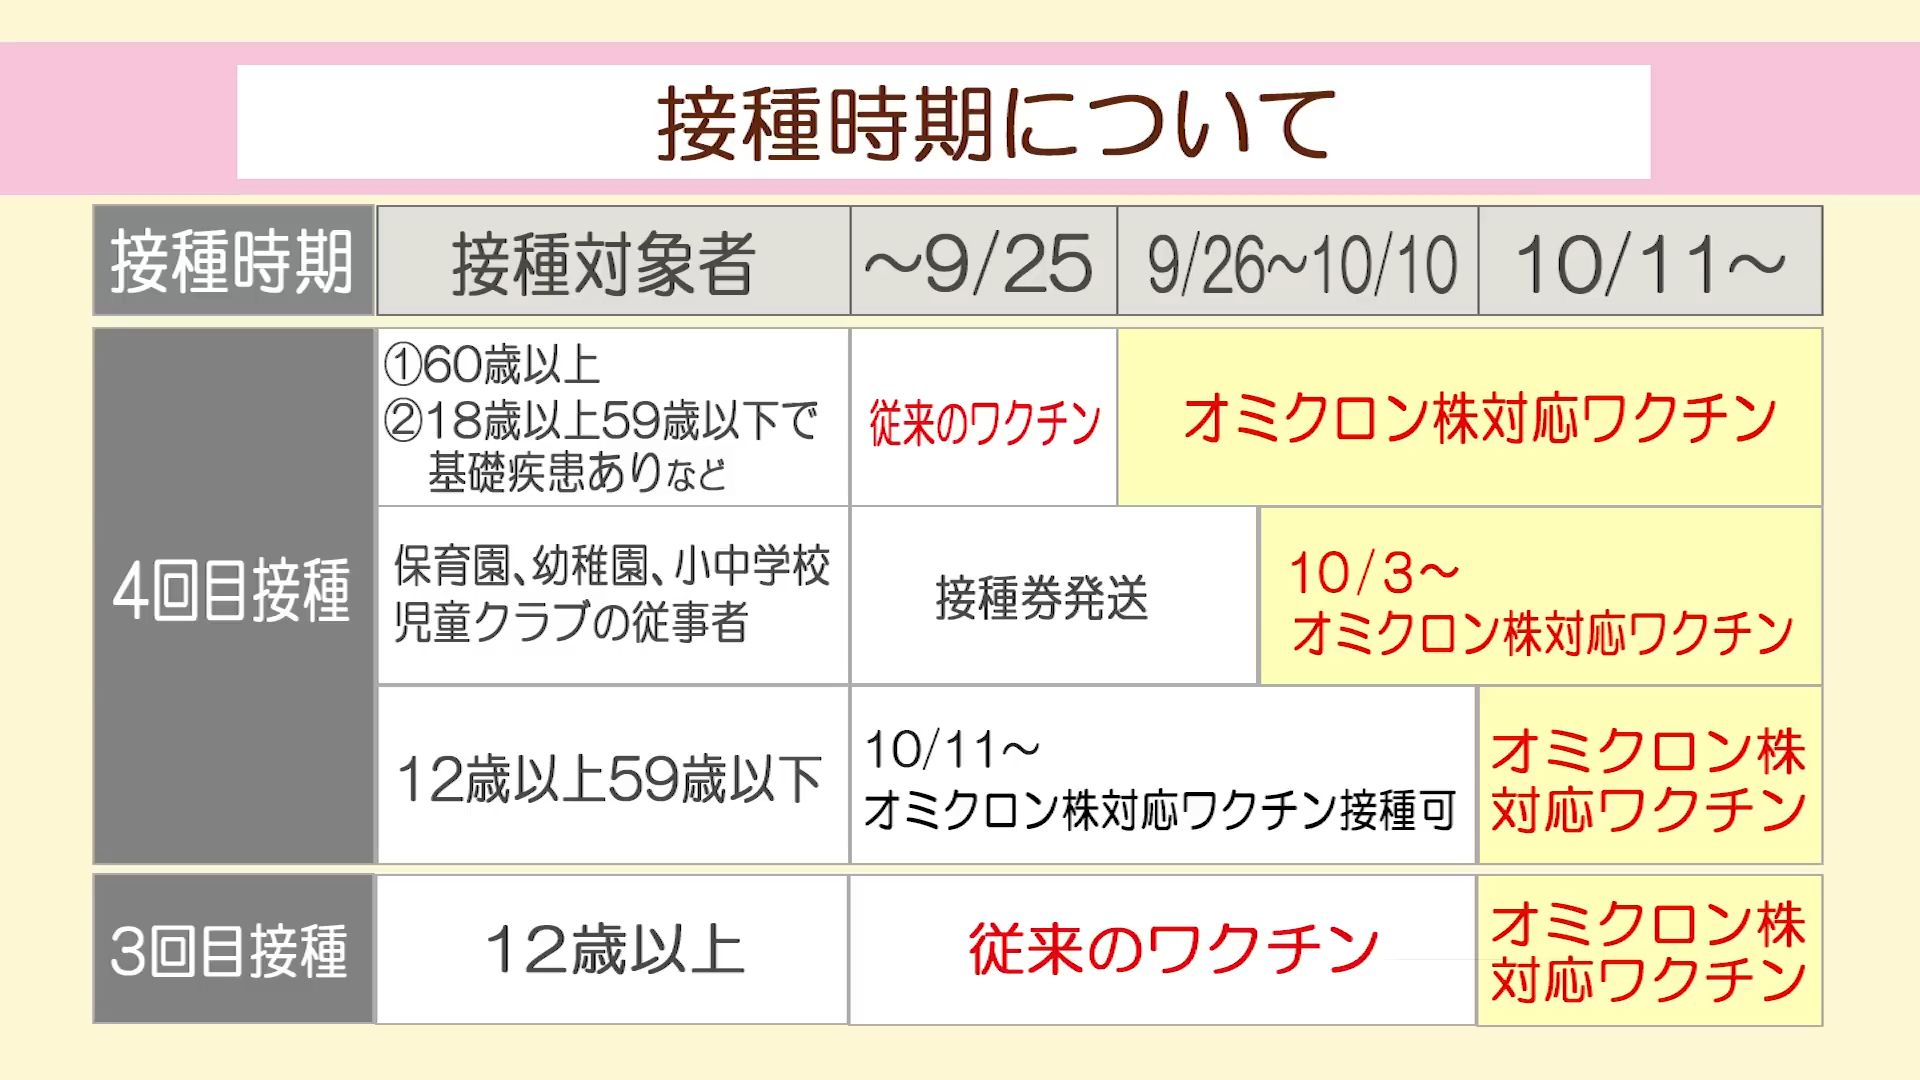 接種時期について
接種時期
接種対象者
～9/25
9/26~10/10
10/11～
4回目接種
①60歳以上
②18歳以上59歳以下で
基礎疾患ありなど
従来のワクチン
オミクロン株対応ワクチン
保育園、幼稚園、小中学校
児童クラブの従事者
接種券発送
10/3～
オミクロン株対応ワクチン
12歳以上59歳以下
10/11～
オミクロン株対応ワクチン接種可
オミクロン株
対応ワクチン
3回目接種
12歳以上
従来のワクチン
オミクロン株
対応ワクチン